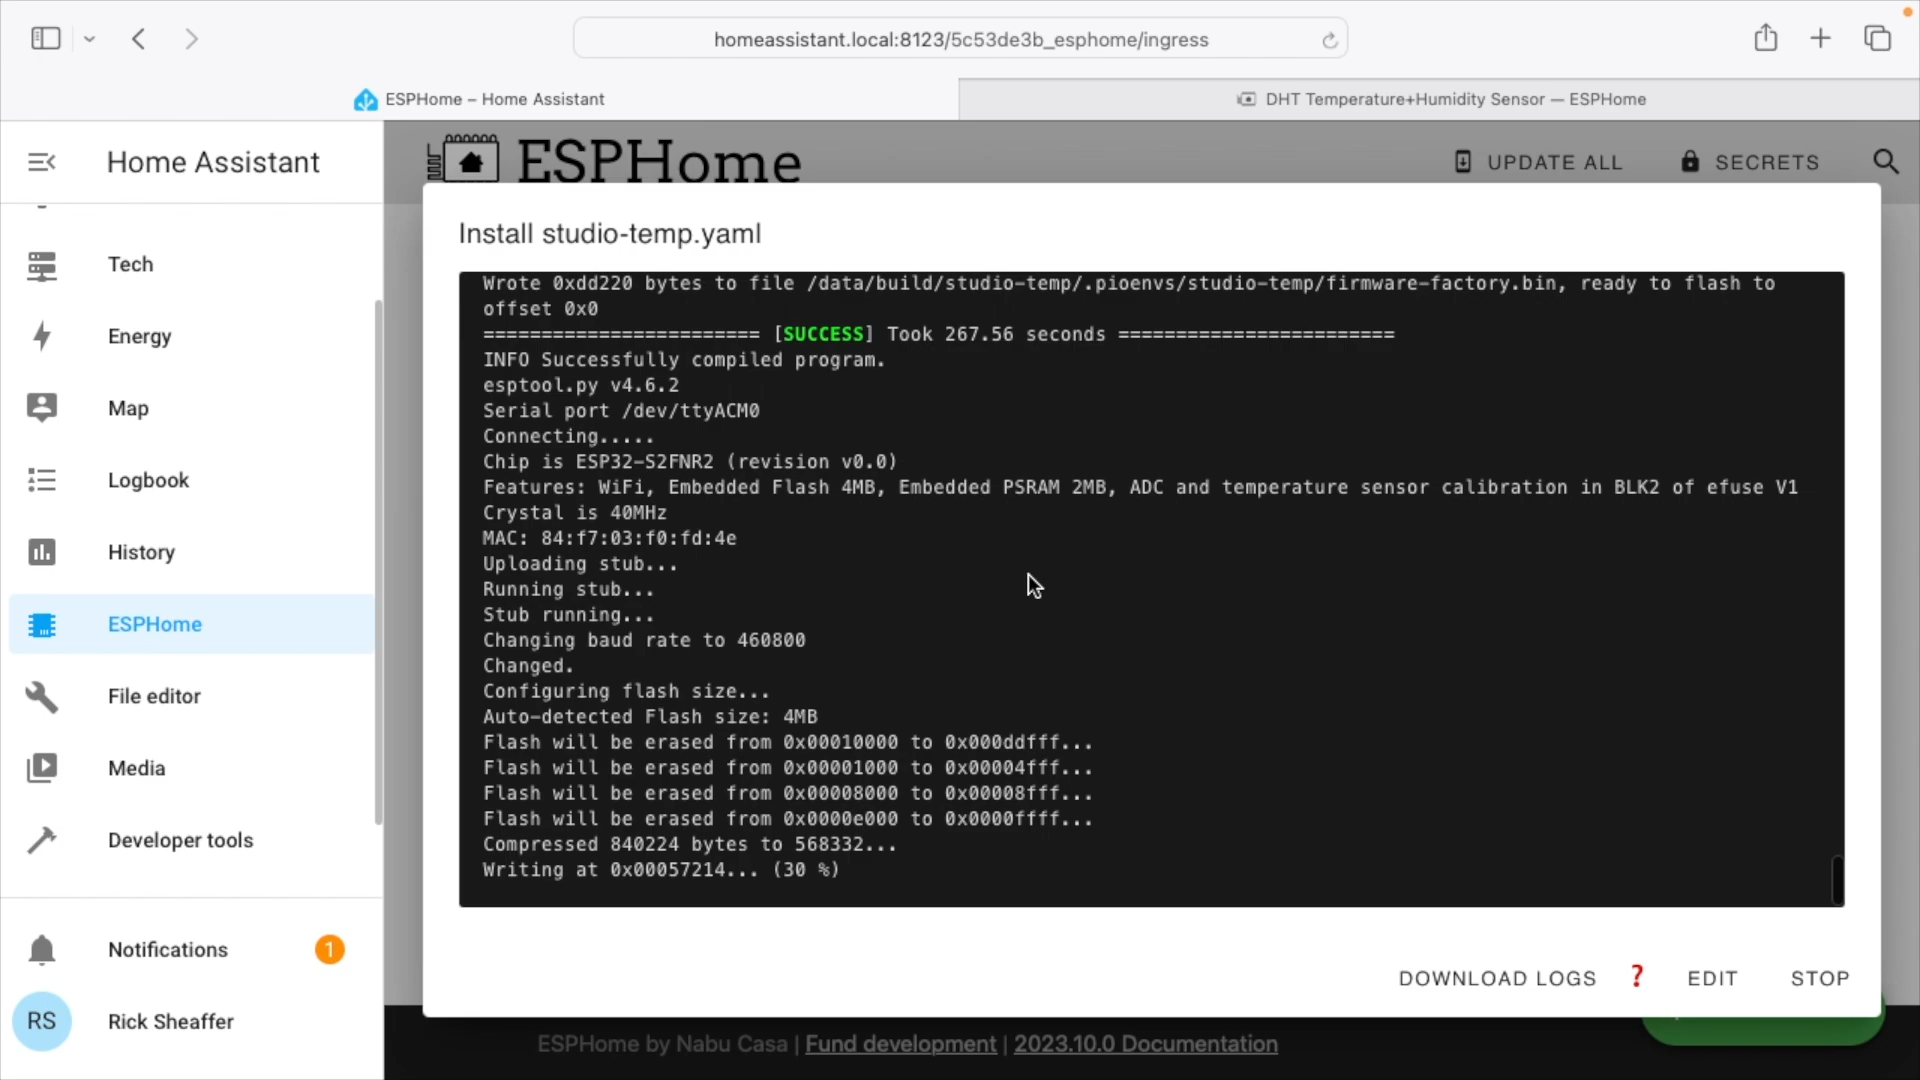 homeassistant.local:8123/5c53de3b_esphome/ingress
ESPHome – Home Assistant
DHT Temperature+Humidity Sensor — ESPHome
Home Assistant
ESPHome
UPDATE ALL
SECRETS
Tech
Energy
Map
Logbook
History
ESPHome
File editor
Media
Developer tools
Notifications
1
RS
Rick Sheaffer
Install studio-temp.yaml
Wrote 0xdd220 bytes to file /data/build/studio-temp/.pioenvs/studio-temp/firmware-factory.bin, ready to flash to
offset 0x0
======================== [SUCCESS] Took 267.56 seconds ========================
INFO Successfully compiled program.
esptool.py v4.6.2
Serial port /dev/ttyACM0
Connecting.....
Chip is ESP32-S2FNR2 (revision v0.0)
Features: WiFi, Embedded Flash 4MB, Embedded PSRAM 2MB, ADC and temperature sensor calibration in BLK2 of efuse V1
Crystal is 40MHz
MAC: 84:f7:03:f0:fd:4e
Uploading stub...
Running stub...
Stub running...
Changing baud rate to 460800
Changed.
Configuring flash size...
Auto-detected Flash size: 4MB
Flash will be erased from 0x00010000 to 0x000ddfff...
Flash will be erased from 0x00001000 to 0x00004fff...
Flash will be erased from 0x00008000 to 0x00008fff...
Flash will be erased from 0x0000e000 to 0x0000ffff...
Compressed 840224 bytes to 568332...
Writing at 0x00057214... (30 %)
DOWNLOAD LOGS
?
EDIT
STOP
ESPHome by Nabu Casa | Fund development | 2023.10.0 Documentation